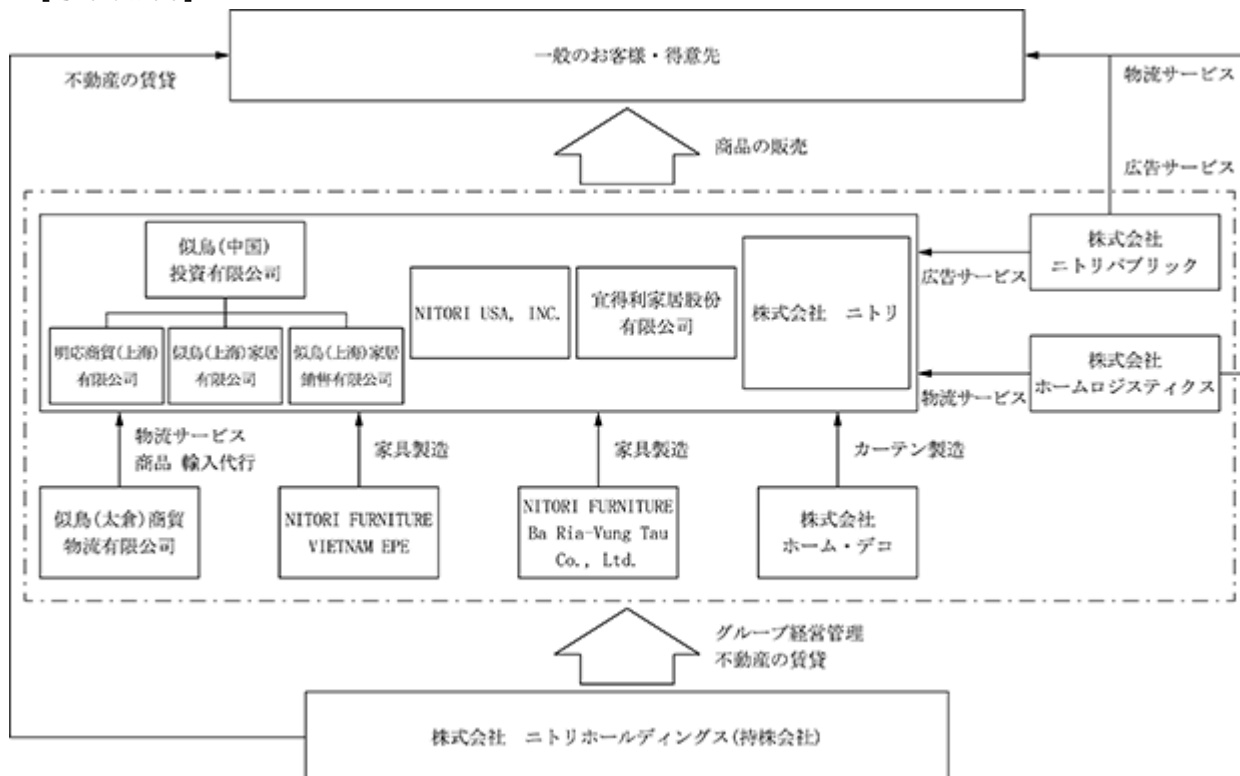 一般のお客様・得意先
不動産の賃貸
物流サービス
商品の販売
広告サービス
似鳥(中国)
投資有限公司
明応商貿(上海)
有限公司
似鳥(上海)家居
有限公司
似鳥(上海)家居
有限公司
NITORI USA, INC.
宜得利家居股份
有限公司
株式会社 ニトリ
広告サービス
株式会社
ニトリパブリック
物流サービス
株式会社
ホームロジスティクス
物流サービス
商品 輸入代行
家具製造
家具製造
カーテン製造
似鳥(太倉)商貿
物流有限公司
NITORI FURNITURE
VIETNAM EPE
NITORI FURNITURE
Ba Ria-Vung Tau
Co., Ltd.
株式会社
ホーム・デコ
グループ経営管理
不動産の賃貸
株式会社 ニトリホールディングス(持株会社)